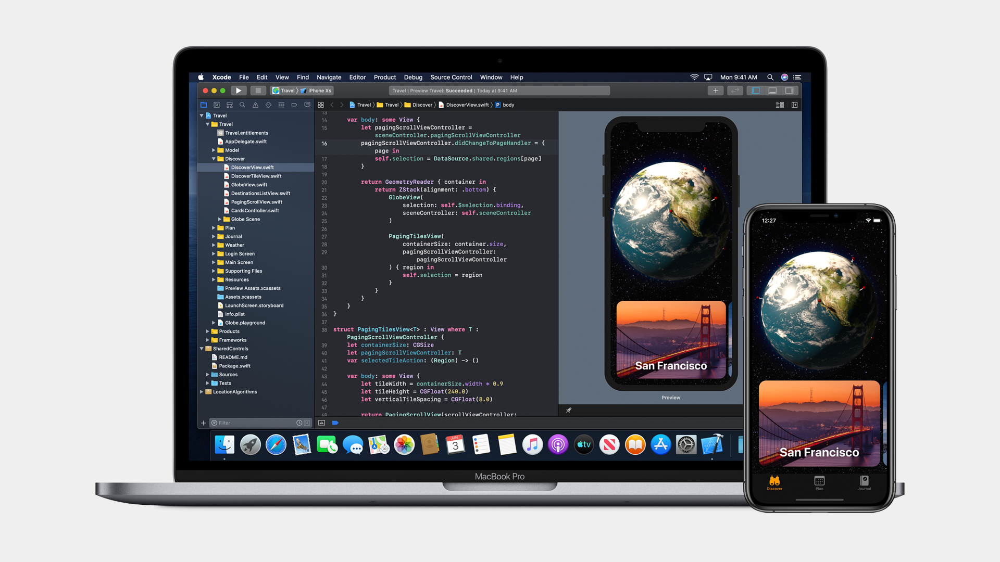 Xcode File Edit View Find Navigate Editor Product Debug Source Control Window Help Mon 9:41 AM
Travel iPhone Xs Travel | Preview Travel: Succeeded | Today at 9:41 AM
Travel Travel Discover DiscoverView.swift P body
Travel
Travel
Travel.entitlements
AppDelegate.swift
Model
Discover
DiscoverView.swift
DiscoverTileView.swift
GlobeView.swift
DestinationsListView.swift
PagingScrollView.swift
CardsController.swift
Globe Scene
Plan
Journal
Weather
Login Screen
Main Screen
Supporting Files
Resources
Preview Assets.xcassets
Assets.xcassets
LaunchScreen.storyboard
Info.plist
Globe.playground
Products
Frameworks
SharedControls
README.md
Package.swift
Sources
Tests
LocationAlgorithms
Filter
13
14 var body: some View {
15 let pagingScrollViewController =
sceneController.pagingScrollViewController
16 pagingScrollViewController.didChangeToPageHandler = {
page in
17 self.selection = DataSource.shared.regions[page]
18 }
19
20 return GeometryReader { container in
21 return ZStack(alignment: .bottom) {
22 GlobeView(
23 selection: self.$selection.binding,
24 sceneController: self.sceneController
25 )
26
27 PagingTilesView(
28 containerSize: container.size,
29 pagingScrollViewController:
pagingScrollViewController
30 ) { region in
31 self.selection = region
32 }
33 }
34 }
35 }
36 }
37
38 struct PagingTilesView<T> : View where T :
PagingScrollViewController {
39 let containerSize: CGSize
40 let pagingScrollViewController: T
41 var selectedTileAction: (Region) -> ()
42
43 var body: some View {
44 let tileWidth = containerSize.width * 0.9
45 let tileHeight = CGFloat(240.0)
46 let verticalTileSpacing = CGFloat(8.0)
47
48 return PagingScrollView(scrollViewController:
San Francisco
Preview
JUN
3
3D
tv
MacBook Pro
12:27
San Francisco
Discover Plan Journal